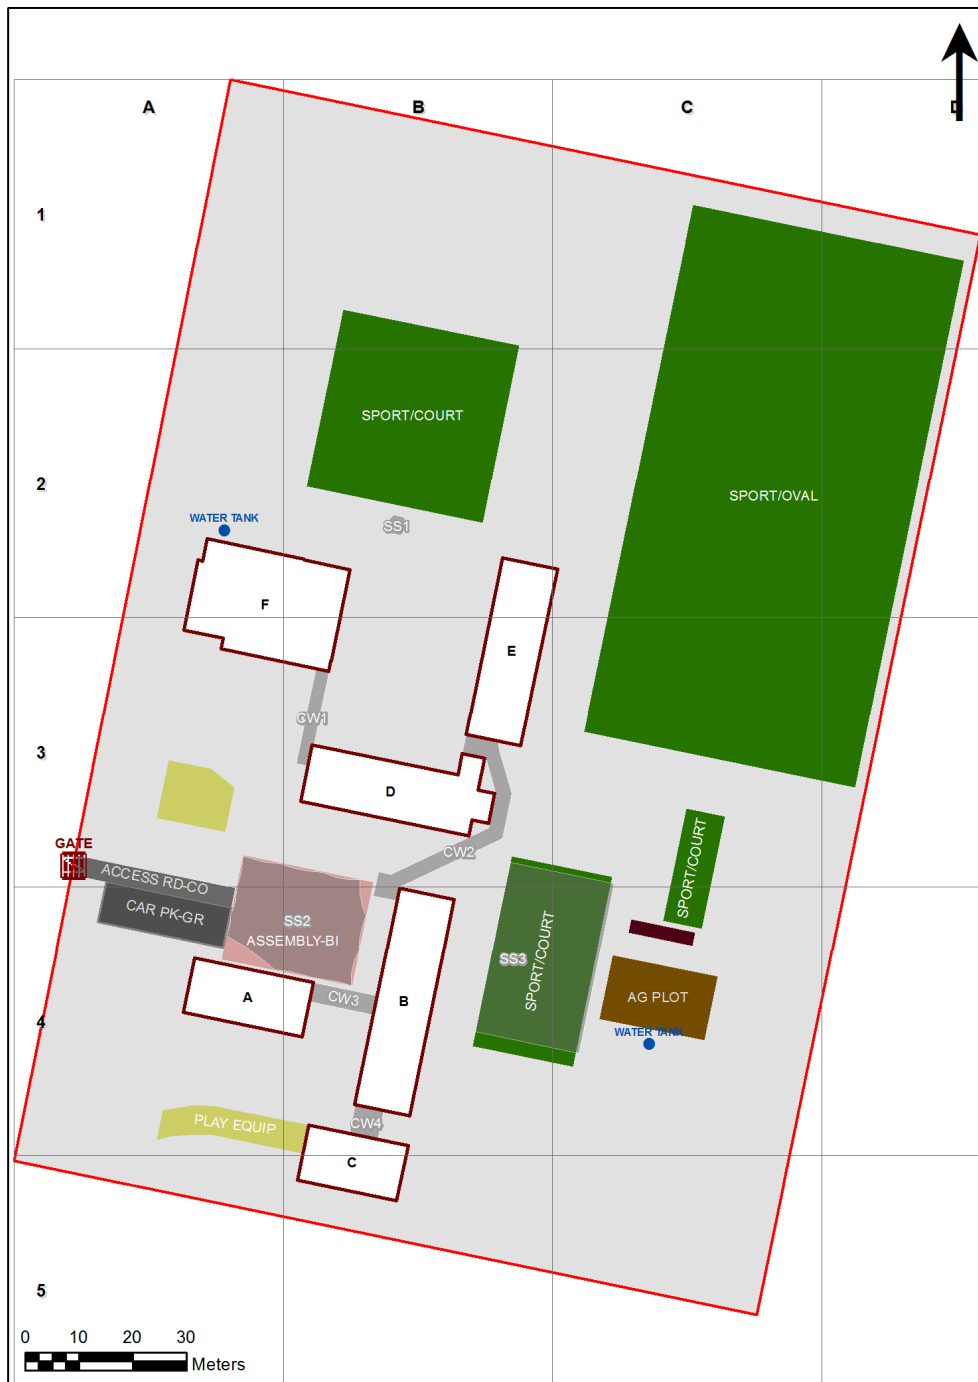 A
B
C
D
1
SPORT/COURT
2
SPORT/OVAL
WATER TANK
SS1
F
E
CW1
3
D
GATE
CW2
ACCESS RD-CO
CAR PK-GR
SPORT/COURT
SS2
ASSEMBLY-BI
SS3
SPORT/COURT
A
CW3
B
AG PLOT
4
WATER TANK
PLAY EQUIP
CW4
C
5
0 10 20 30
Meters